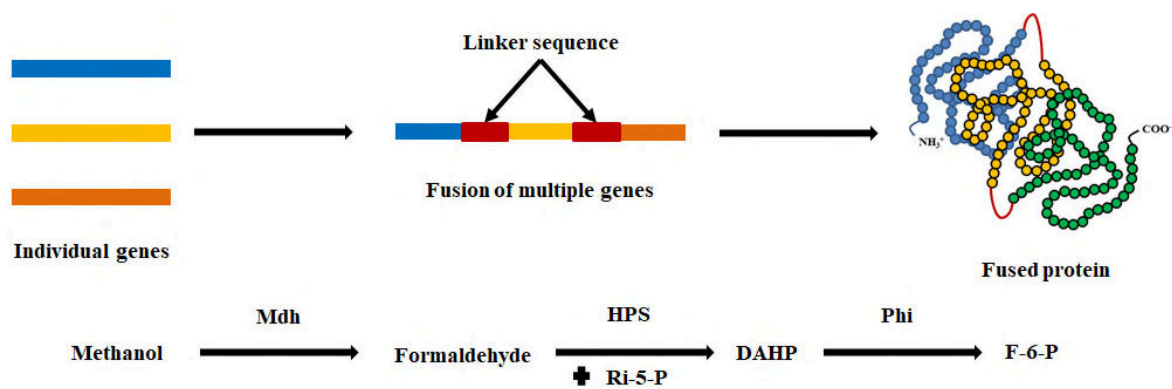 Linker sequence
NH₃⁺
COO⁻
Fusion of multiple genes
Individual genes
Fused protein
Mdh
HPS
Phi
Methanol
Formaldehyde
DAHP
F-6-P
Ri-5-P